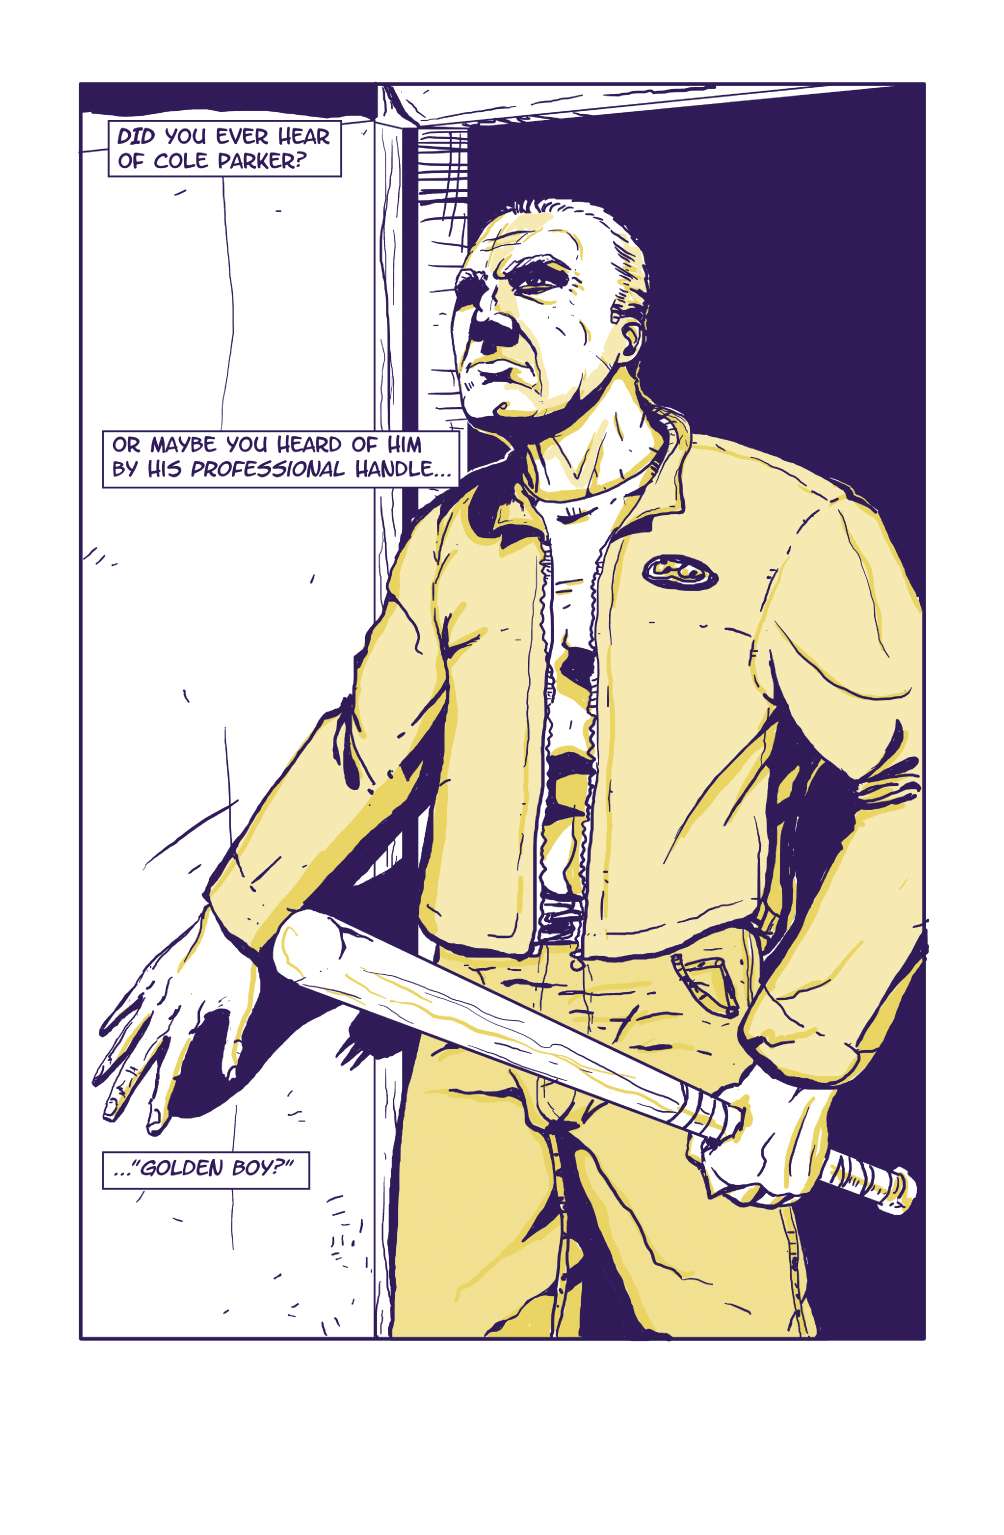 DID YOU EVER HEAR
OF COLE PARKER?
OR MAYBE YOU HEARD OF HIM
BY HIS PROFESSIONAL HANDLE...
..."GOLDEN BOY?"